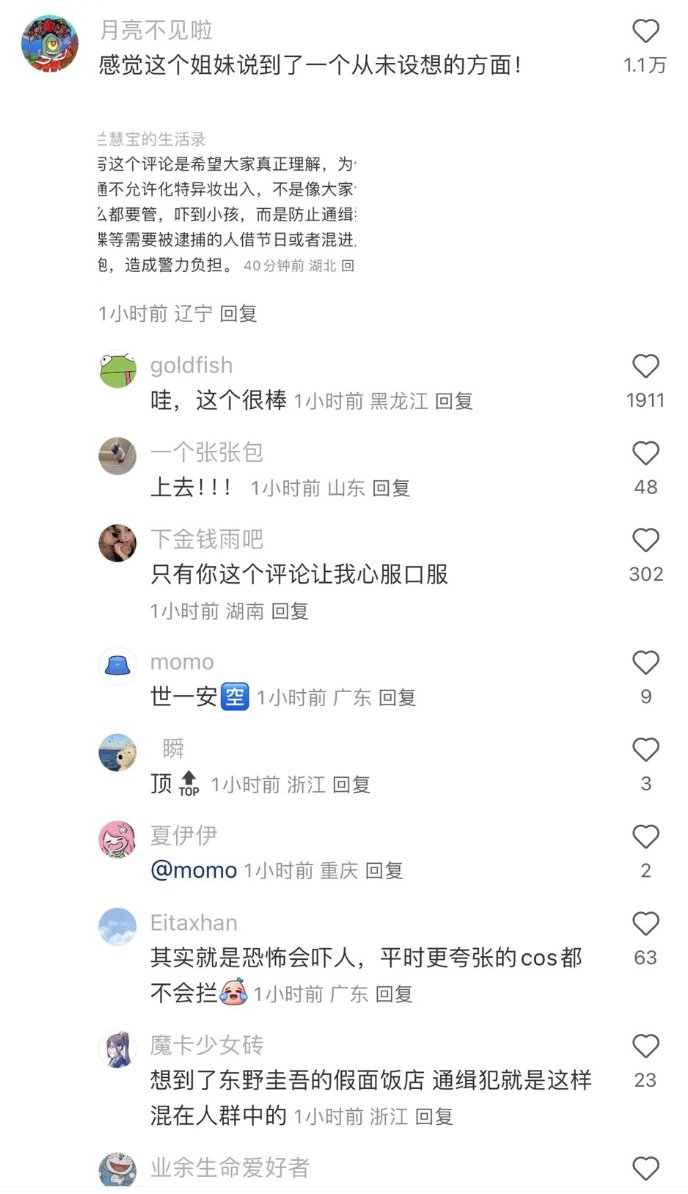 月亮不见啦
感觉这个姐妹说到了一个从未设想的方面！
1.1万
兰慧宝的生活录
写这个评论是希望大家真正理解，为
通不允许化特异妆出入，不是像大家
么都要管，吓到小孩，而是防止通缉
牒等需要被逮捕的人借节日或者混进
包，造成警力负担。 40分钟前 湖北 回
1小时前 辽宁 回复
goldfish
哇，这个很棒 1小时前 黑龙江 回复
1911
一个张张包
上去！！！ 1小时前 山东 回复
48
下金钱雨吧
只有你这个评论让我心服口服
302
1小时前 湖南 回复
momo
世一安🈳 1小时前 广东 回复
9
瞬
顶🔝 1小时前 浙江 回复
3
夏伊伊
@momo 1小时前 重庆 回复
2
Eitaxhan
其实就是恐怖会吓人，平时更夸张的cos都
63
不会拦 1小时前 广东 回复
魔卡少女砖
想到了东野圭吾的假面饭店 通缉犯就是这样
23
混在人群中的 1小时前 浙江 回复
业余生命爱好者